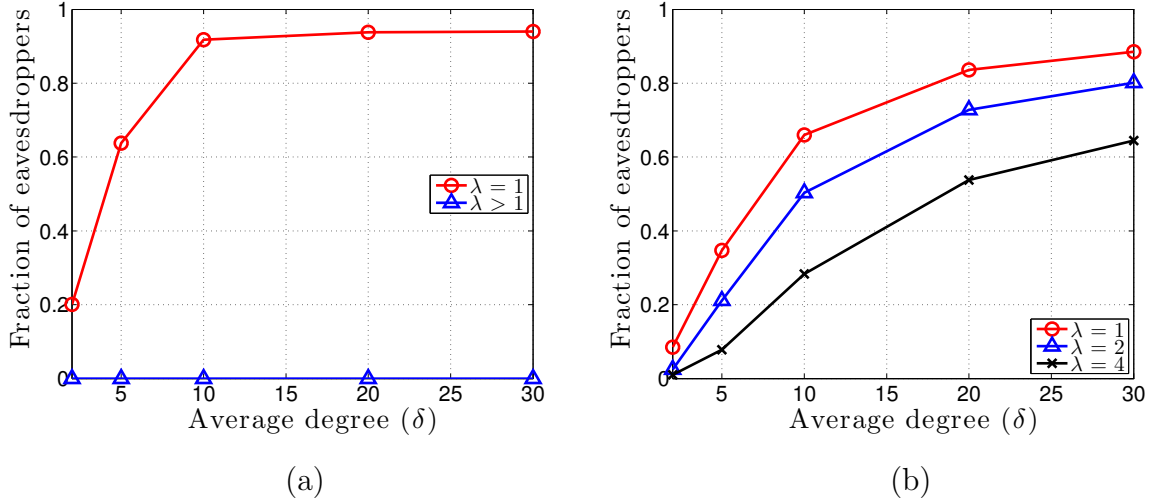 Fraction of eavesdroppers
1
0.8
0.6
0.4
0.2
0
5 10 15 20 25 30
Average degree (δ)
λ = 1
λ > 1
(a)
Fraction of eavesdroppers
1
0.8
0.6
0.4
0.2
0
5 10 15 20 25 30
Average degree (δ)
λ = 1
λ = 2
λ = 4
(b)